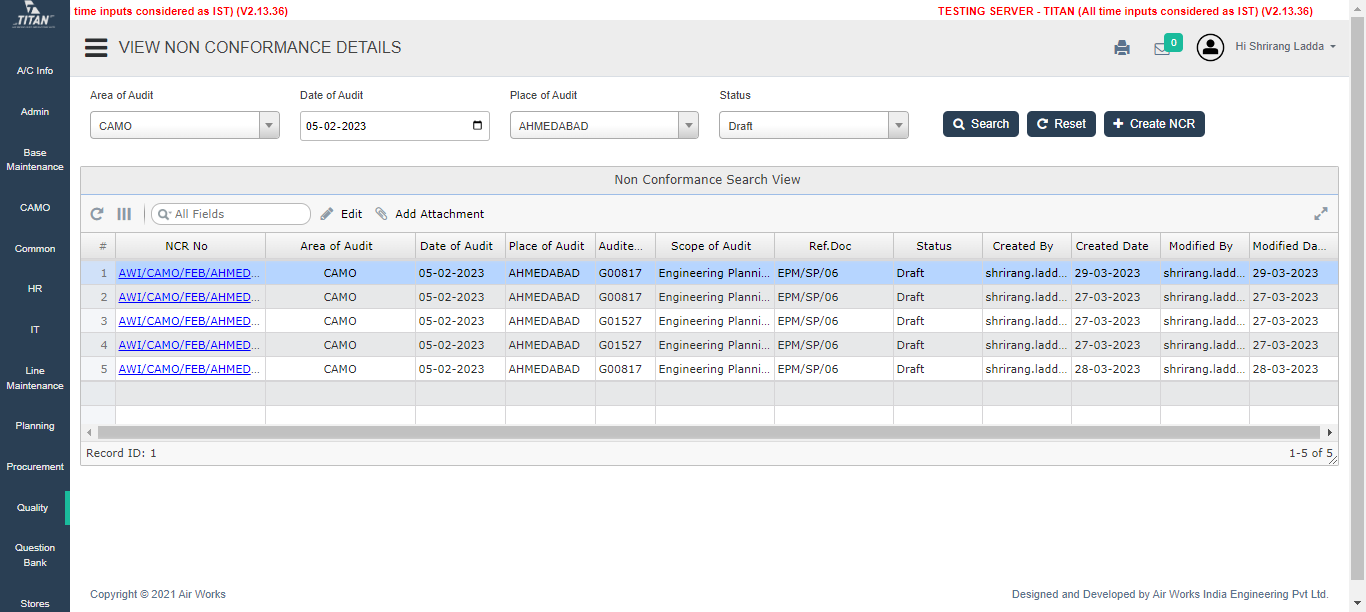 TITAN
time inputs considered as IST) (V2.13.36)
TESTING SERVER - TITAN (All time inputs considered as IST) (V2.13.36)
VIEW NON CONFORMANCE DETAILS
0
Hi Shrirang Ladda
A/C Info
Admin
Base
Maintenance
CAMO
Common
HR
IT
Line
Maintenance
Planning
Procurement
Quality
Question
Bank
Stores
Area of Audit Date of Audit Place of Audit Status
CAMO 05-02-2023 AHMEDABAD Draft Search Reset Create NCR
Non Conformance Search View
All Fields Edit Add Attachment
# NCR No Area of Audit Date of Audit Place of Audit Audite... Scope of Audit Ref.Doc Status Created By Created Date Modified By Modified Da...
1 AWI/CAMO/FEB/AHMED... CAMO 05-02-2023 AHMEDABAD G00817 Engineering Planni... EPM/SP/06 Draft shrirang.ladd... 29-03-2023 shrirang.ladd... 29-03-2023
2 AWI/CAMO/FEB/AHMED... CAMO 05-02-2023 AHMEDABAD G00817 Engineering Planni... EPM/SP/06 Draft shrirang.ladd... 27-03-2023 shrirang.ladd... 27-03-2023
3 AWI/CAMO/FEB/AHMED... CAMO 05-02-2023 AHMEDABAD G01527 Engineering Planni... EPM/SP/06 Draft shrirang.ladd... 27-03-2023 shrirang.ladd... 27-03-2023
4 AWI/CAMO/FEB/AHMED... CAMO 05-02-2023 AHMEDABAD G01527 Engineering Planni... EPM/SP/06 Draft shrirang.ladd... 27-03-2023 shrirang.ladd... 27-03-2023
5 AWI/CAMO/FEB/AHMED... CAMO 05-02-2023 AHMEDABAD G00817 Engineering Planni... EPM/SP/06 Draft shrirang.ladd... 28-03-2023 shrirang.ladd... 28-03-2023
Record ID: 1 1-5 of 5
Copyright © 2021 Air Works Designed and Developed by Air Works India Engineering Pvt Ltd.